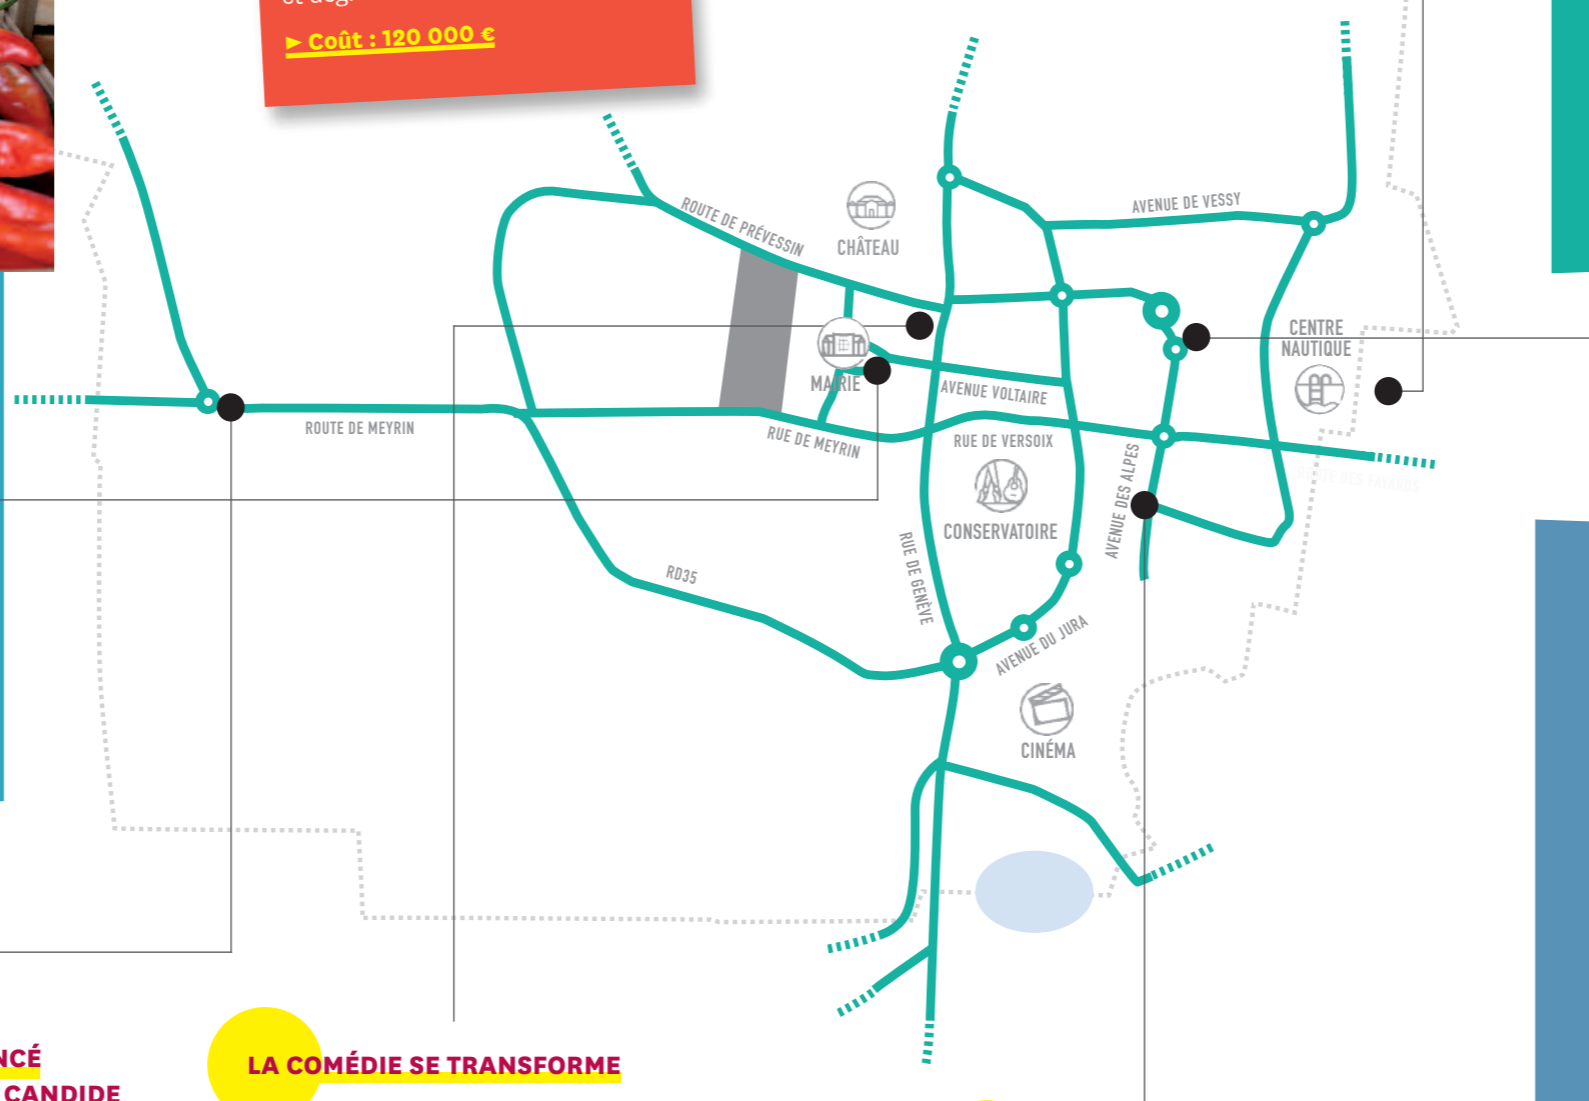 ► Coût : 120 000 €
ROUTE DE PRÉVESSIN
CHÂTEAU
AVENUE DE VESSY
CENTRE
NAUTIQUE
MAIRIE
AVENUE VOLTAIRE
ROUTE DE MEYRIN
RUE DE MEYRIN
RUE DE VERSOIX
AVENUE DES ALPES
CONSERVATOIRE
RUE DE GENÈVE
RD35
AVENUE DU JURA
CINÉMA
NCÉ
CANDIDE
LA COMÉDIE SE TRANSFORME